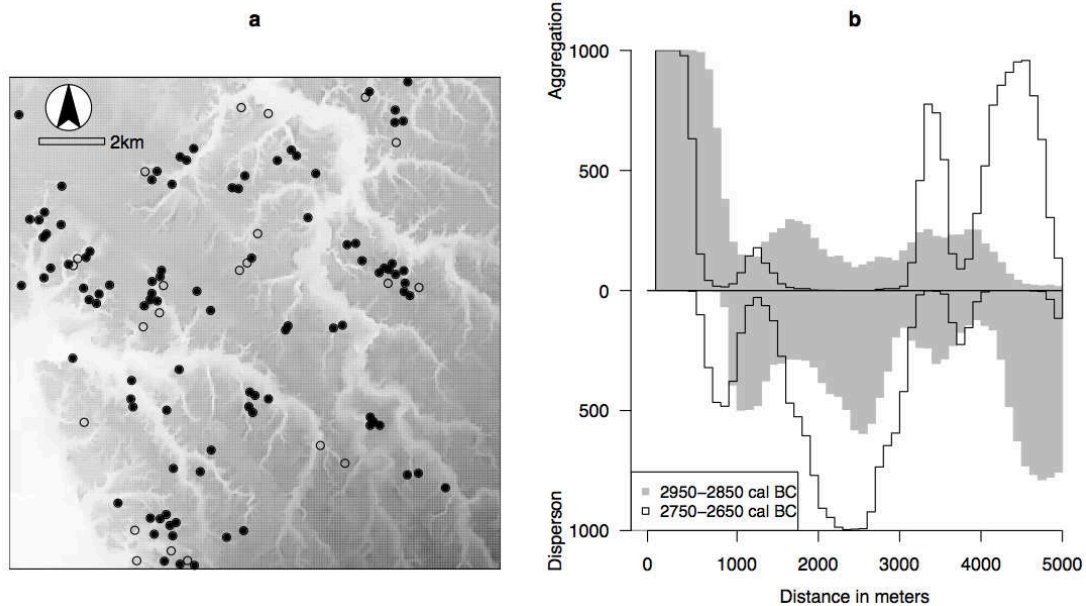 a
b
2km
Aggregation
1000
500
0
500
1000
Disperson
2950−2850 cal BC
2750−2650 cal BC
0
1000
2000
3000
4000
5000
Distance in meters